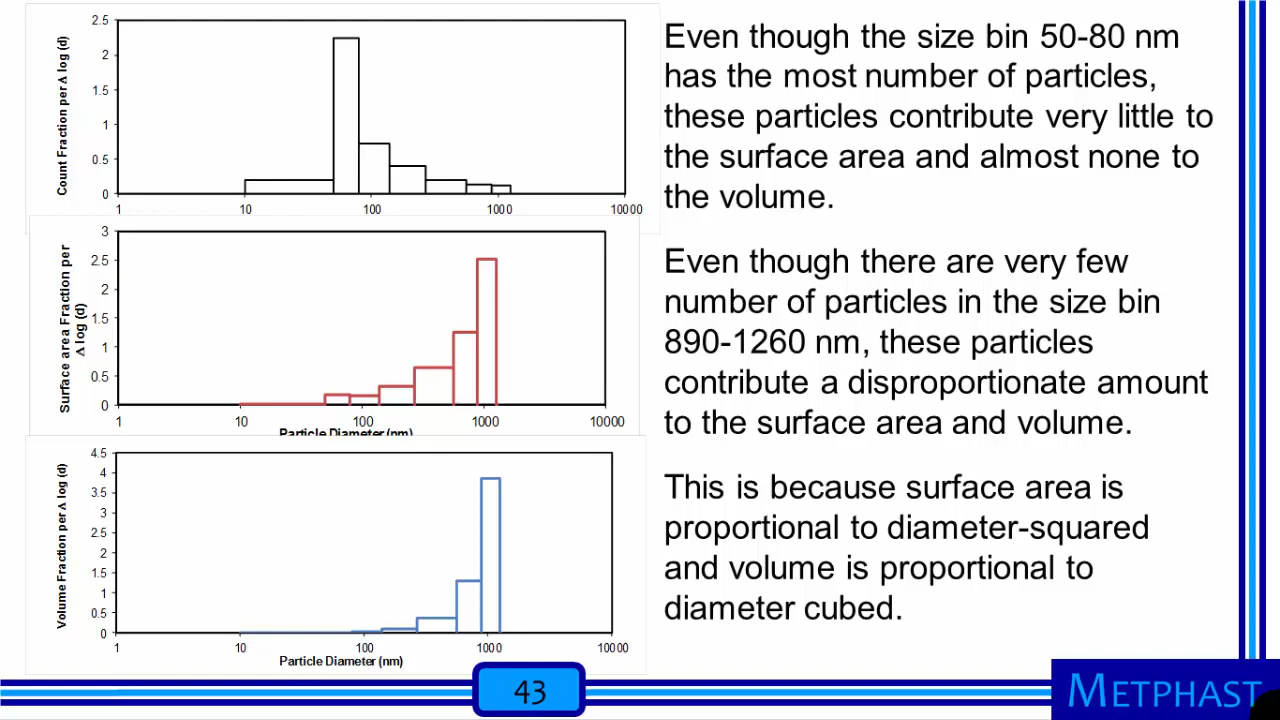 2.5
2
1.5
1
0.5
0
Count Fraction per Δ log (d)
1 10 100 1000 10000
3
2.5
2
1.5
1
0.5
0
Surface area Fraction per
Δ log (d)
1 10 100 1000 10000
Particle Diameter (nm)
4.5
4
3.5
3
2.5
2
1.5
1
0.5
0
Volume Fraction per Δ log (d)
1 10 100 1000 10000
Particle Diameter (nm)
Even though the size bin 50-80 nm
has the most number of particles,
these particles contribute very little to
the surface area and almost none to
the volume.
Even though there are very few
number of particles in the size bin
890-1260 nm, these particles
contribute a disproportionate amount
to the surface area and volume.
This is because surface area is
proportional to diameter-squared
and volume is proportional to
diameter cubed.
43
METPHAST